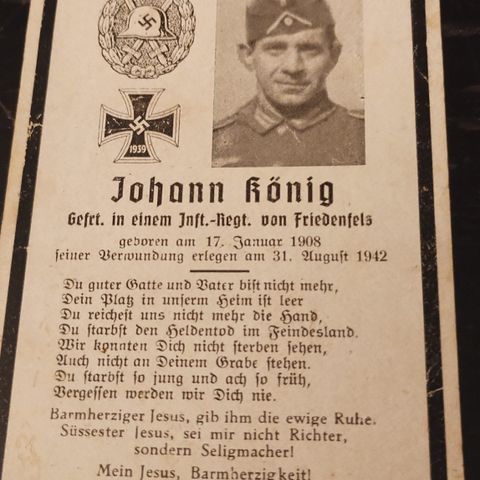 1939
Johann König
Gefrt. in einem Inft.-Regt. von Friedenfels
geboren am 17. Januar 1908
seiner Verwundung erlegen am 31. August 1942
Du guter Gatte und Vater bist nicht mehr,
Dein Platz in unserm Heim ist leer
Du reichest uns nicht mehr die Hand,
Du starbst den Heldentod im Feindesland.
Wir konnten Dich nicht sterben sehen,
Auch nicht an Deinem Grabe stehen.
Du starbst so jung und ach so früh,
Vergessen werden wir Dich nie.
Barmherziger Jesus, gib ihm die ewige Ruhe.
Süssester Jesus, sei mir nicht Richter,
sondern Seligmacher!
Mein Jesus, Barmherzigkeit!